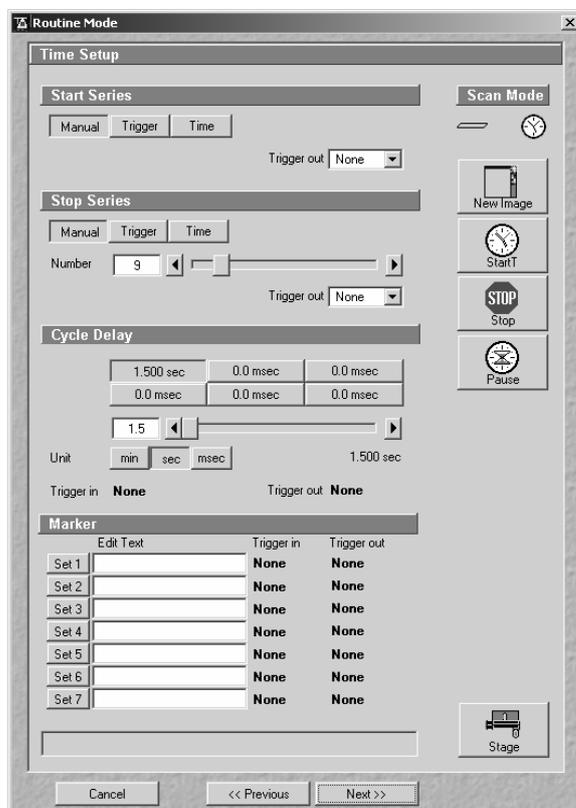 Routine Mode
Time Setup
Start Series
Manual Trigger Time
Trigger out None
Stop Series
Manual Trigger Time
Number 9
Trigger out None
Cycle Delay
1.500 sec 0.0 msec 0.0 msec
0.0 msec 0.0 msec 0.0 msec
1.5
Unit min sec msec 1.500 sec
Trigger in None Trigger out None
Marker
Edit Text Trigger in Trigger out
Set 1 None None
Set 2 None None
Set 3 None None
Set 4 None None
Set 5 None None
Set 6 None None
Set 7 None None
Scan Mode
New Image
StartT
STOP
Stop
Pause
Stage
Cancel << Previous Next >>